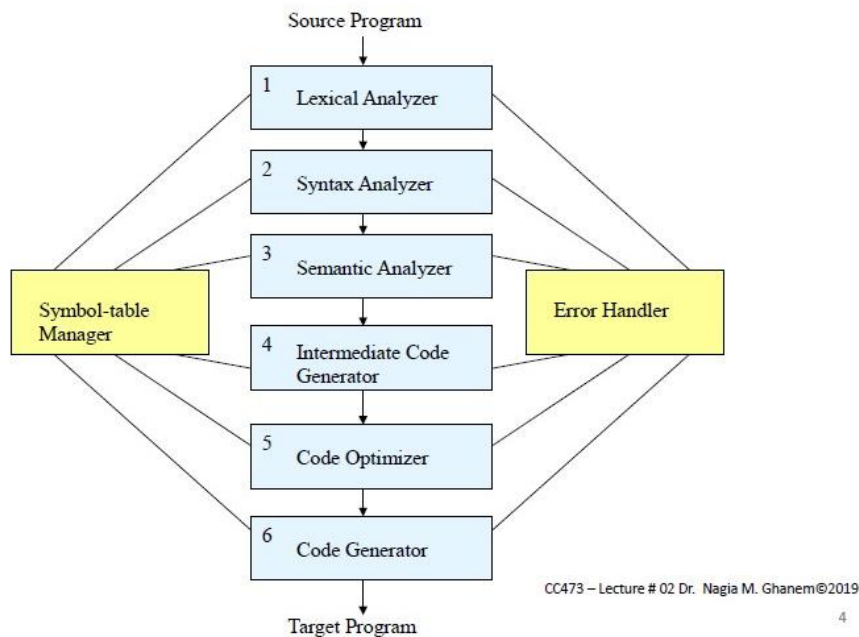 Source Program
1
Lexical Analyzer
2
Syntax Analyzer
3
Semantic Analyzer
Symbol-table
Manager
Error Handler
4
Intermediate Code
Generator
5
Code Optimizer
6
Code Generator
Target Program
CC473 – Lecture # 02 Dr. Nagia M. Ghanem©2019
4